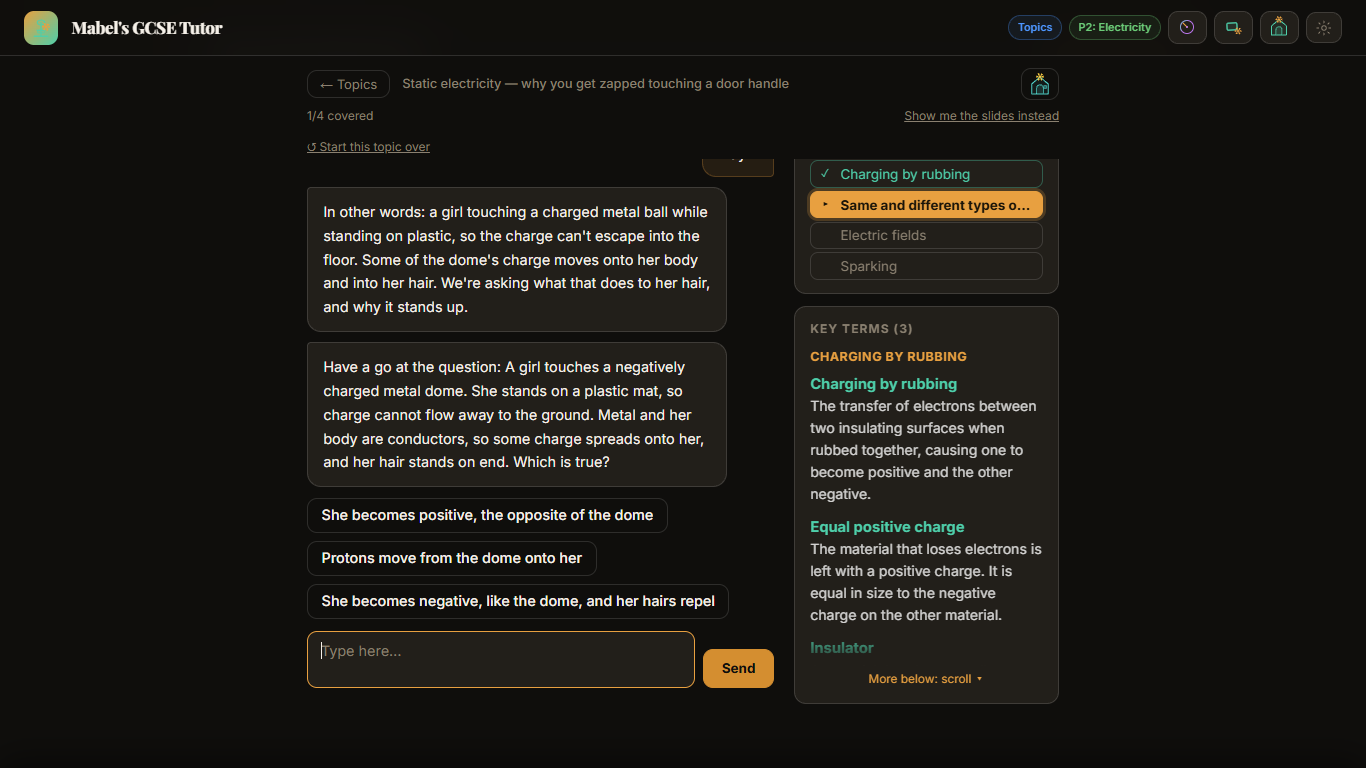 Mabel's GCSE Tutor
Topics
P2: Electricity
← Topics
Static electricity — why you get zapped touching a door handle
1/4 covered
Show me the slides instead
↺ Start this topic over
In other words: a girl touching a charged metal ball while
standing on plastic, so the charge can't escape into the
floor. Some of the dome's charge moves onto her body
and into her hair. We're asking what that does to her hair,
and why it stands up.
Have a go at the question: A girl touches a negatively
charged metal dome. She stands on a plastic mat, so
charge cannot flow away to the ground. Metal and her
body are conductors, so some charge spreads onto her,
and her hair stands on end. Which is true?
She becomes positive, the opposite of the dome
Protons move from the dome onto her
She becomes negative, like the dome, and her hairs repel
Type here...
Send
✓ Charging by rubbing
‣ Same and different types o...
Electric fields
Sparking
KEY TERMS (3)
CHARGING BY RUBBING
Charging by rubbing
The transfer of electrons between
two insulating surfaces when
rubbed together, causing one to
become positive and the other
negative.
Equal positive charge
The material that loses electrons is
left with a positive charge. It is
equal in size to the negative
charge on the other material.
Insulator
More below: scroll ▾